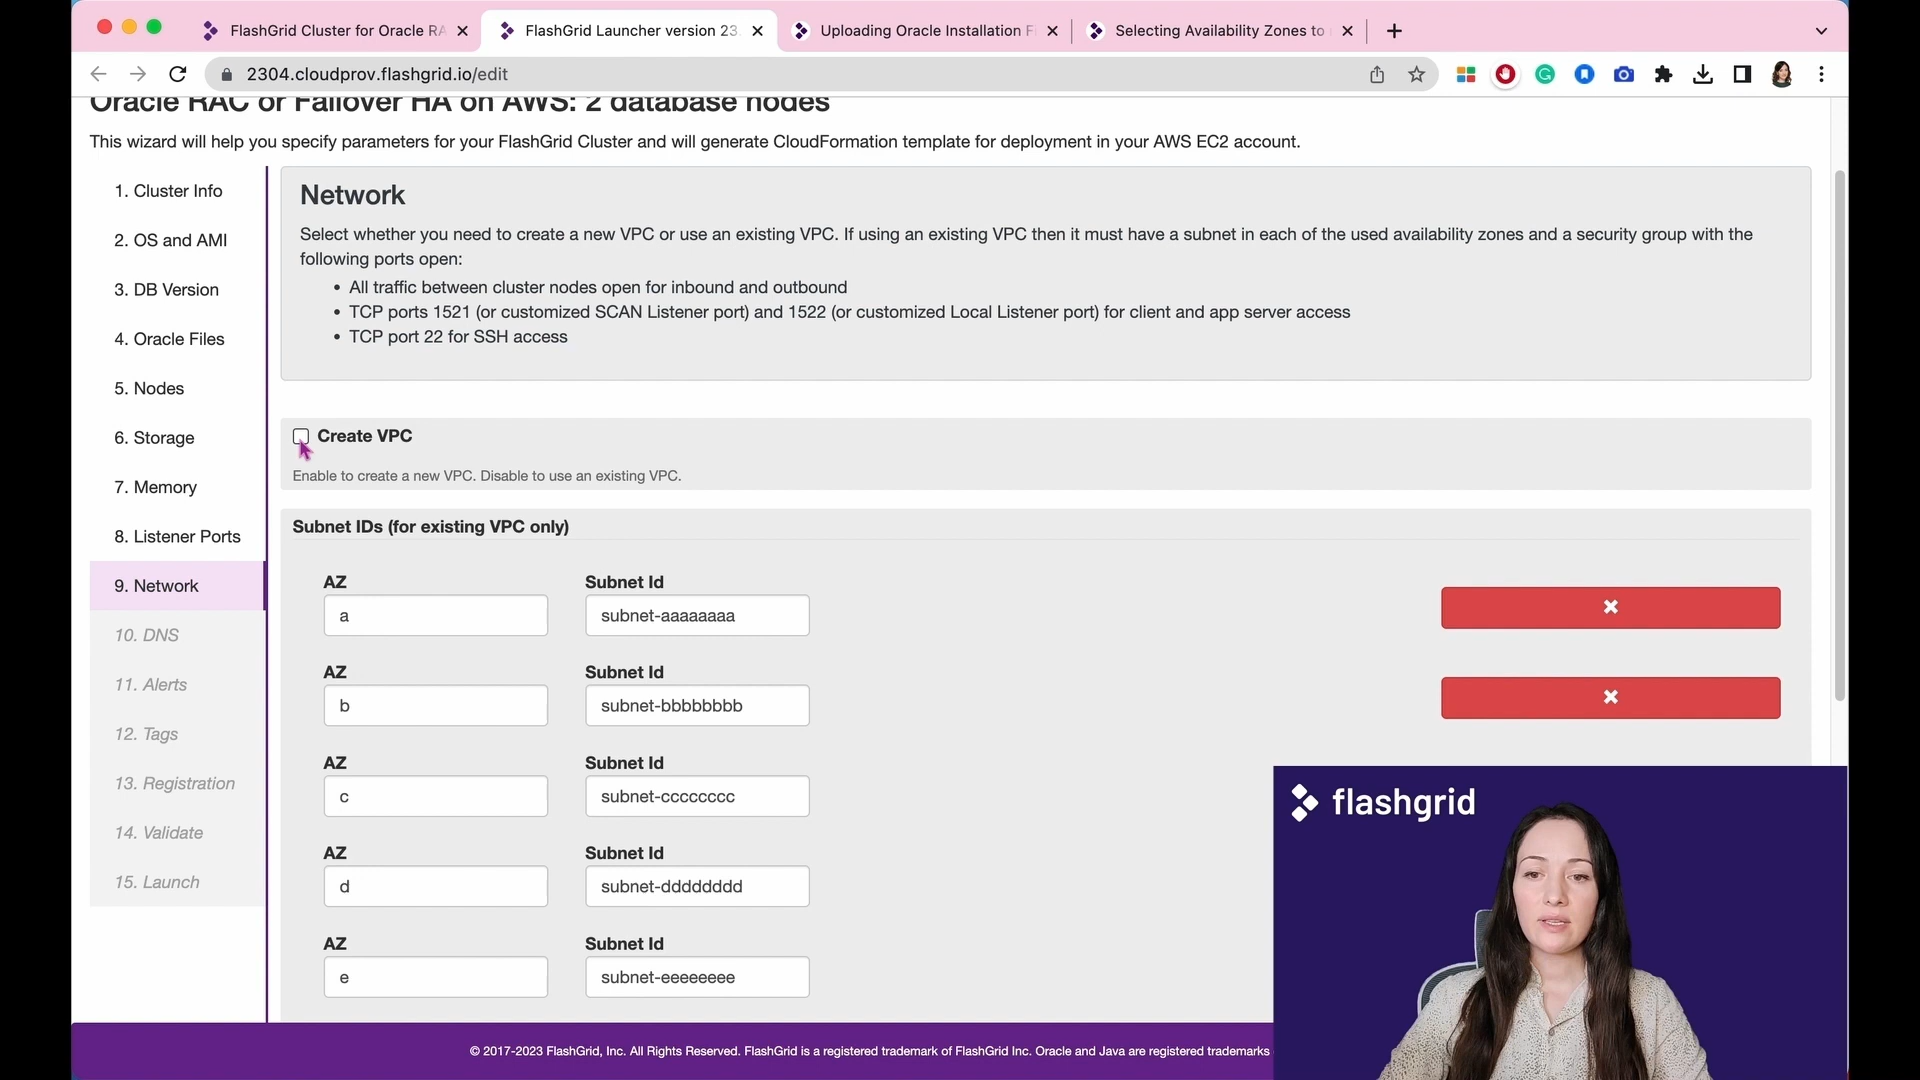 FlashGrid Cluster for Oracle RA
FlashGrid Launcher version 23.
Uploading Oracle Installation F
Selecting Availability Zones to
2304.cloudprov.flashgrid.io/edit
Oracle RAC or Failover HA on AWS: 2 database nodes
This wizard will help you specify parameters for your FlashGrid Cluster and will generate CloudFormation template for deployment in your AWS EC2 account.
1. Cluster Info
2. OS and AMI
3. DB Version
4. Oracle Files
5. Nodes
6. Storage
7. Memory
8. Listener Ports
9. Network
10. DNS
11. Alerts
12. Tags
13. Registration
14. Validate
15. Launch
Network
Select whether you need to create a new VPC or use an existing VPC. If using an existing VPC then it must have a subnet in each of the used availability zones and a security group with the
following ports open:
• All traffic between cluster nodes open for inbound and outbound
• TCP ports 1521 (or customized SCAN Listener port) and 1522 (or customized Local Listener port) for client and app server access
• TCP port 22 for SSH access
Create VPC
Enable to create a new VPC. Disable to use an existing VPC.
Subnet IDs (for existing VPC only)
AZ Subnet Id
a subnet-aaaaaaaa
AZ Subnet Id
b subnet-bbbbbbbb
AZ Subnet Id
c subnet-cccccccc
AZ Subnet Id
d subnet-dddddddd
AZ Subnet Id
e subnet-eeeeeeee
flashgrid
© 2017-2023 FlashGrid, Inc. All Rights Reserved. FlashGrid is a registered trademark of FlashGrid Inc. Oracle and Java are registered trademarks